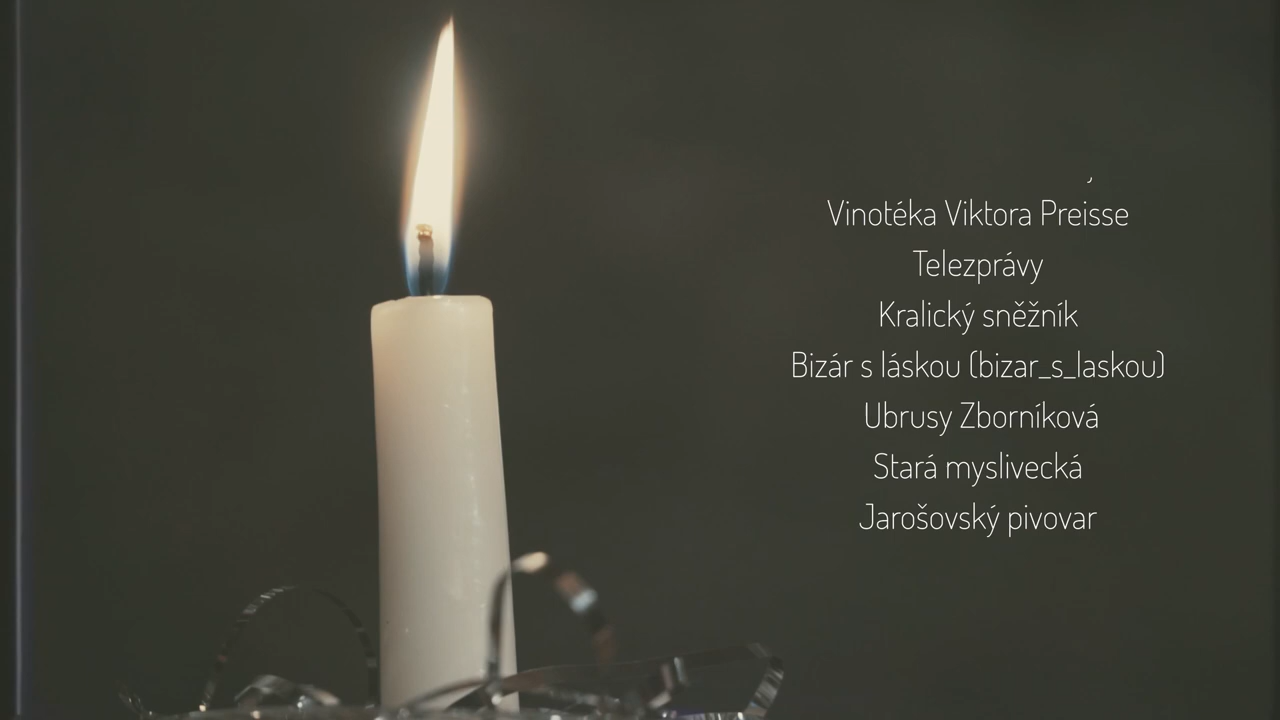 Vinotéka Viktora Preisse
Telezprávy
Kralický sněžník
Bizár s láskou (bizar_s_laskou)
Ubrusy Zborníková
Stará myslivecká
Jarošovský pivovar